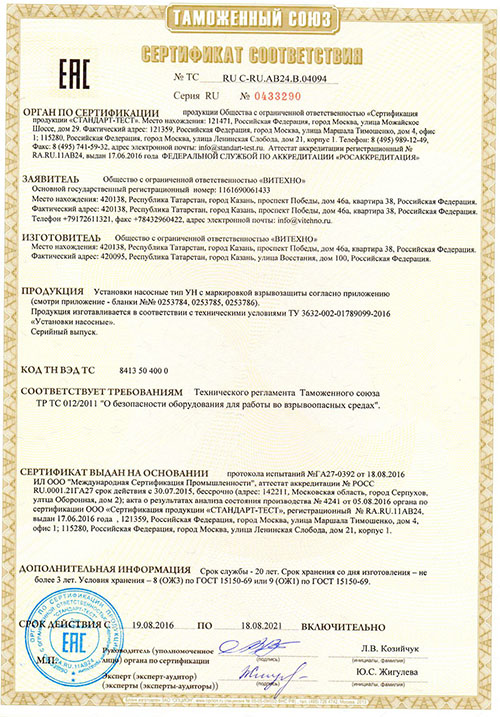 ТАМОЖЕННЫЙ СОЮЗ
СЕРТИФИКАТ СООТВЕТСТВИЯ
ЕАС
№ ТС RU C-RU.АВ24.В.04094
Серия RU № 0433290
ОРГАН ПО СЕРТИФИКАЦИИ продукции Общества с ограниченной ответственностью «Сертификация
продукции «СТАНДАРТ-ТЕСТ». Место нахождения: 121471, Российская Федерация, город Москва, улица Можайское
Шоссе, дом 29. Фактический адрес: 121359, Российская Федерация, город Москва, улица Маршала Тимошенко, дом 4, офис
1; 115280, Российская Федерация, город Москва, улица Ленинская Слобода, дом 21, корпус 1. Телефон: 8 (495) 989-12-49,
Факс: 8 (495) 741-59-32, адрес электронной почты: info@standart-test.ru. Аттестат аккредитации регистрационный №
RA.RU.11АВ24, выдан 17.06.2016 года ФЕДЕРАЛЬНОЙ СЛУЖБОЙ ПО АККРЕДИТАЦИИ «РОСАККРЕДИТАЦИЯ»
ЗАЯВИТЕЛЬ Общество с ограниченной ответственностью «ВИТЕХНО»
Основной государственный регистрационный номер: 1161690061433
Место нахождения: 420138, Республика Татарстан, город Казань, проспект Победы, дом 46а, квартира 38, Российская Федерация.
Фактический адрес: 420138, Республика Татарстан, город Казань, проспект Победы, дом 46а, квартира 38, Российская Федерация.
Телефон +79172611321, факс +78432960422, адрес электронной почты: info@vitehno.ru
ИЗГОТОВИТЕЛЬ Общество с ограниченной ответственностью «ВИТЕХНО»
Место нахождения: 420138, Республика Татарстан, город Казань, проспект Победы, дом 46а, квартира 38, Российская Федерация.
Фактический адрес: 420095, Республика Татарстан, город Казань, улица Восстания, дом 100, Российская Федерация.
ПРОДУКЦИЯ Установки насосные тип УН с маркировкой взрывозащиты согласно приложению
(смотри приложение - бланки №№ 0253784, 0253785, 0253786).
Продукция изготавливается в соответствии с техническими условиями ТУ 3632-002-01789099-2016
«Установки насосные».
Серийный выпуск.
КОД ТН ВЭД ТС 8413 50 400 0
СООТВЕТСТВУЕТ ТРЕБОВАНИЯМ Технического регламента Таможенного союза
ТР ТС 012/2011 "О безопасности оборудования для работы во взрывоопасных средах".
СЕРТИФИКАТ ВЫДАН НА ОСНОВАНИИ протокола испытаний №ГА27-0392 от 18.08.2016
ИЛ ООО "Международная Сертификация Промышленности", аттестат аккредитации № РОСС
RU.0001.21ГА27 срок действия с 30.07.2015, бессрочно (адрес: 142211, Московская область, город Серпухов,
улица Оборонная, дом 2); акта о результатах анализа состояния производства № 4241 от 05.08.2016 органа по
сертификации ООО «Сертификация продукции «СТАНДАРТ-ТЕСТ», регистрационный № RA.RU.11АВ24,
выдан 17.06.2016 года , 121359, Российская Федерация, город Москва, улица Маршала Тимошенко, дом 4,
офис 1; 115280, Российская Федерация, город Москва, улица Ленинская Слобода, дом 21, корпус 1.
ДОПОЛНИТЕЛЬНАЯ ИНФОРМАЦИЯ Срок службы - 20 лет. Срок хранения со дня изготовления – не
более 3 лет. Условия хранения – 8 (ОЖ3) по ГОСТ 15150-69 или 9 (ОЖ1) по ГОСТ 15150-69.
СРОК ДЕЙСТВИЯ С 19.08.2016 ПО 18.08.2021 ВКЛЮЧИТЕЛЬНО
М.П.
Руководитель (уполномоченное
лицо) органа по сертификации
(подпись)
Л.В. Козийчук
(инициалы, фамилия)
Эксперт (эксперт-аудитор)
(эксперты (эксперты-аудиторы))
(подпись)
Ю.С. Жигулева
(инициалы, фамилия)